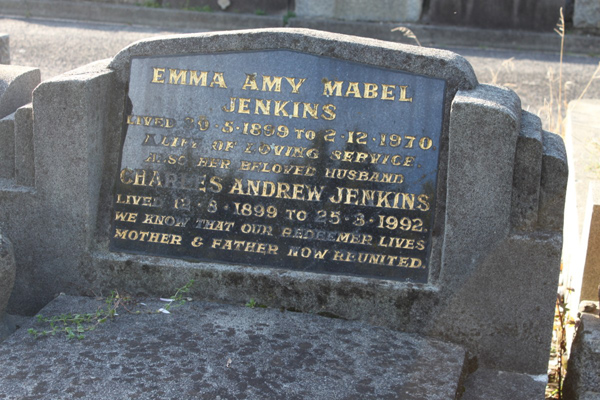 EMMA AMY MABEL
JENKINS
LIVED 30-5-1899 TO 2-12-1970
A LIFE OF LOVING SERVICE.
ALSO HER BELOVED HUSBAND
CHARLES ANDREW JENKINS
LIVED 12-8-1899 TO 25-3-1992.
WE KNOW THAT OUR REDEEMER LIVES
MOTHER & FATHER NOW REUNITED.